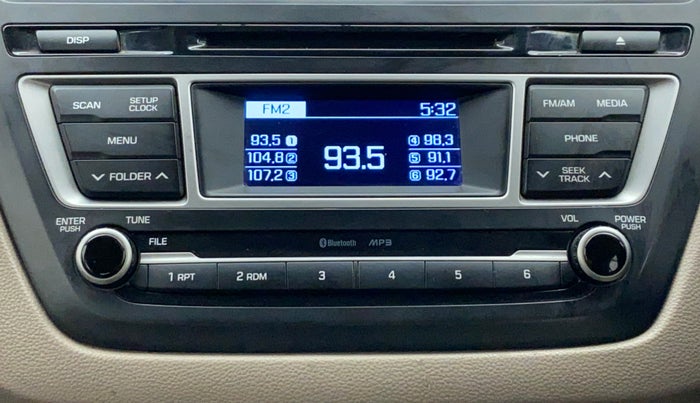 DISP
SCAN SETUP CLOCK
FM2 5:32
FM/AM MEDIA
MENU
93.5 1 4 98.3
104.8 2 93.5 5 91.1
107.2 3 6 92.7
PHONE
FOLDER
SEEK TRACK
ENTER PUSH TUNE
VOL POWER PUSH
FILE Bluetooth MP3
1 RPT 2 RDM 3 4 5 6